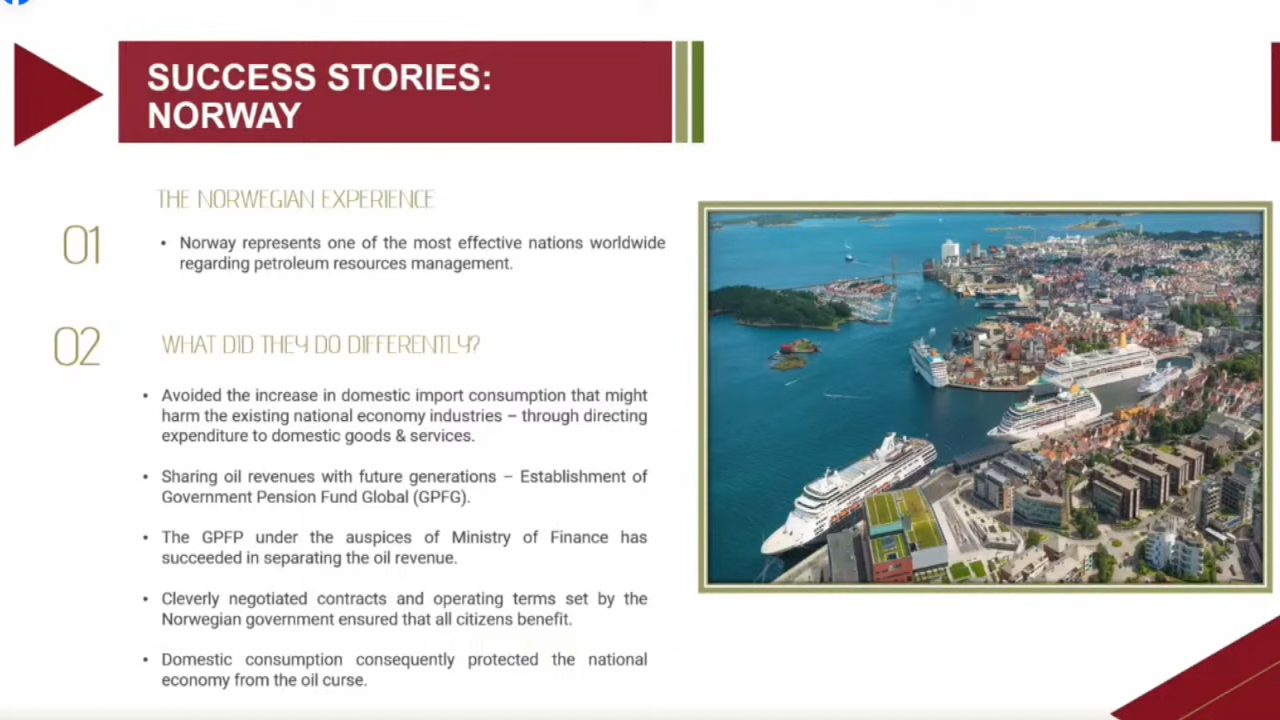 SUCCESS STORIES:
NORWAY
THE NORWEGIAN EXPERIENCE
01
• Norway represents one of the most effective nations worldwide
regarding petroleum resources management.
02
WHAT DID THEY DO DIFFERENTLY?
• Avoided the increase in domestic import consumption that might
harm the existing national economy industries – through directing
expenditure to domestic goods & services.
• Sharing oil revenues with future generations – Establishment of
Government Pension Fund Global (GPFG).
• The GPFP under the auspices of Ministry of Finance has
succeeded in separating the oil revenue.
• Cleverly negotiated contracts and operating terms set by the
Norwegian government ensured that all citizens benefit.
• Domestic consumption consequently protected the national
economy from the oil curse.